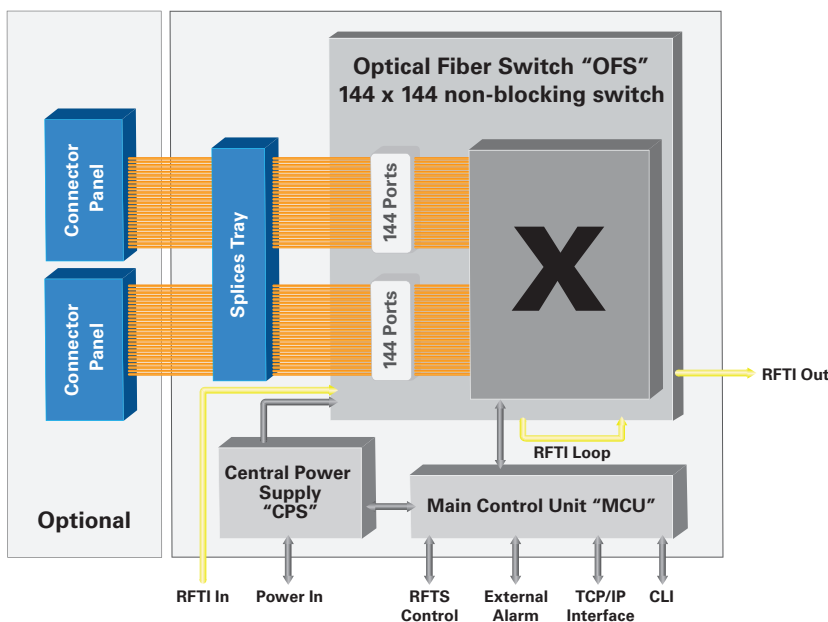 Optical Fiber Switch “OFS”
144 x 144 non-blocking switch
Connector
Panel
Connector
Panel
Splices Tray
144 Ports
144 Ports
X
RFTI Out
RFTI Loop
Central Power
Supply
“CPS”
Main Control Unit “MCU”
Optional
RFTI In
Power In
RFTS
Control
External
Alarm
TCP/IP
Interface
CLI